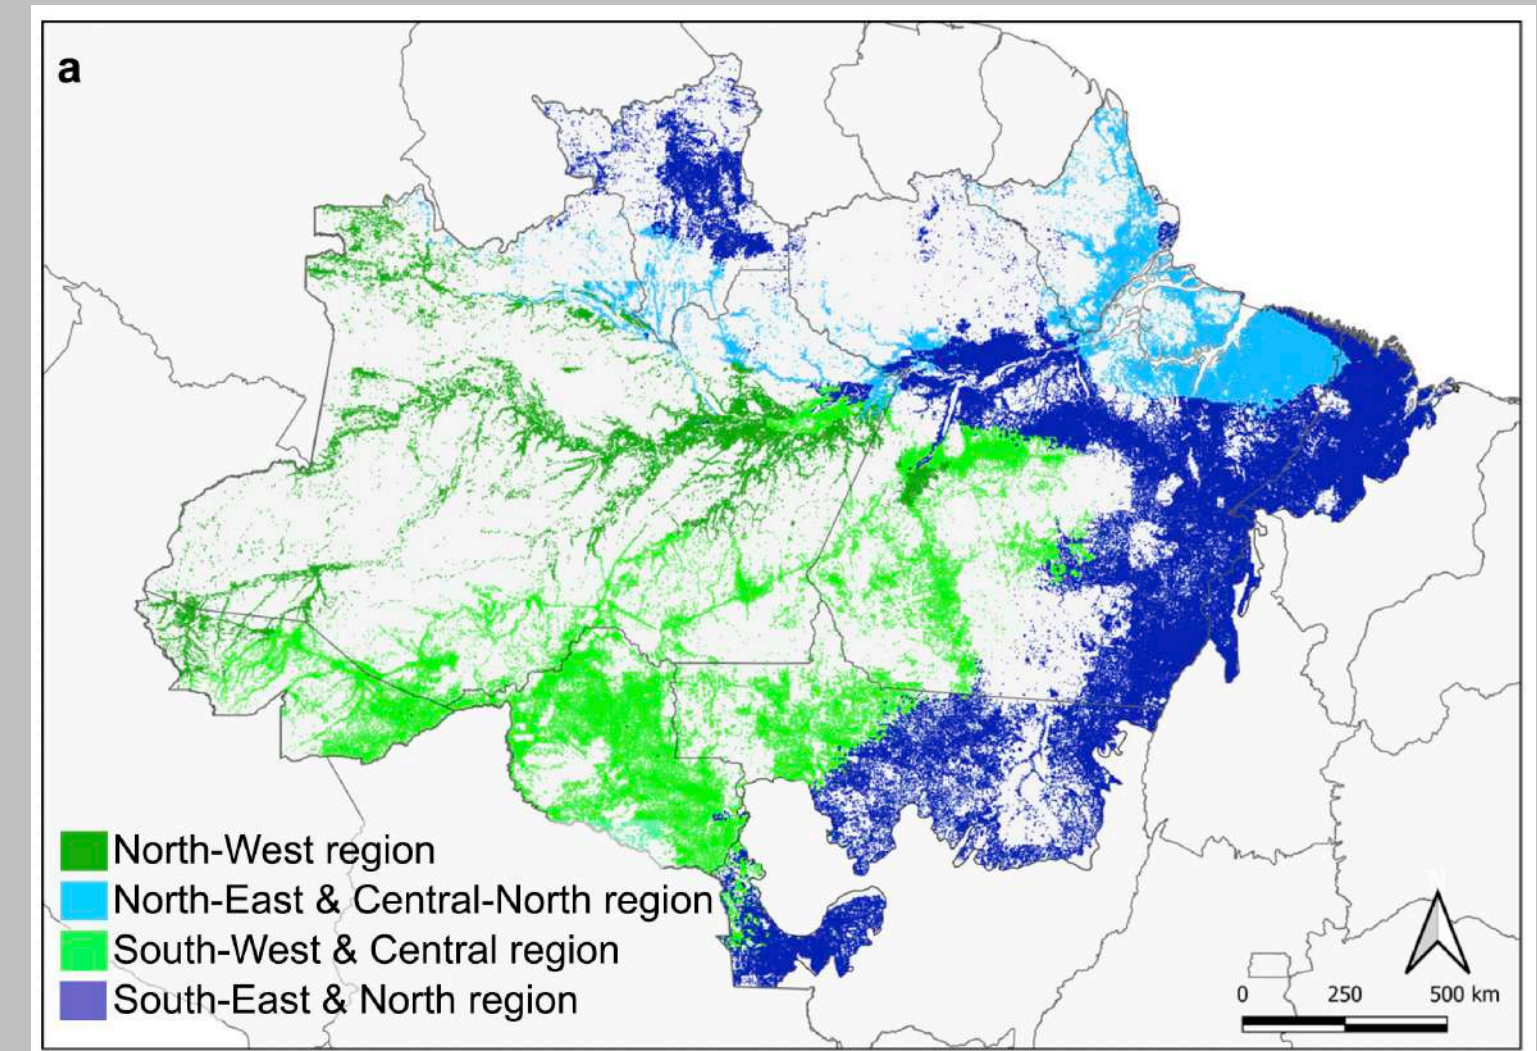 a
North-West region
North-East & Central-North region
South-West & Central region
South-East & North region
0 250 500 km